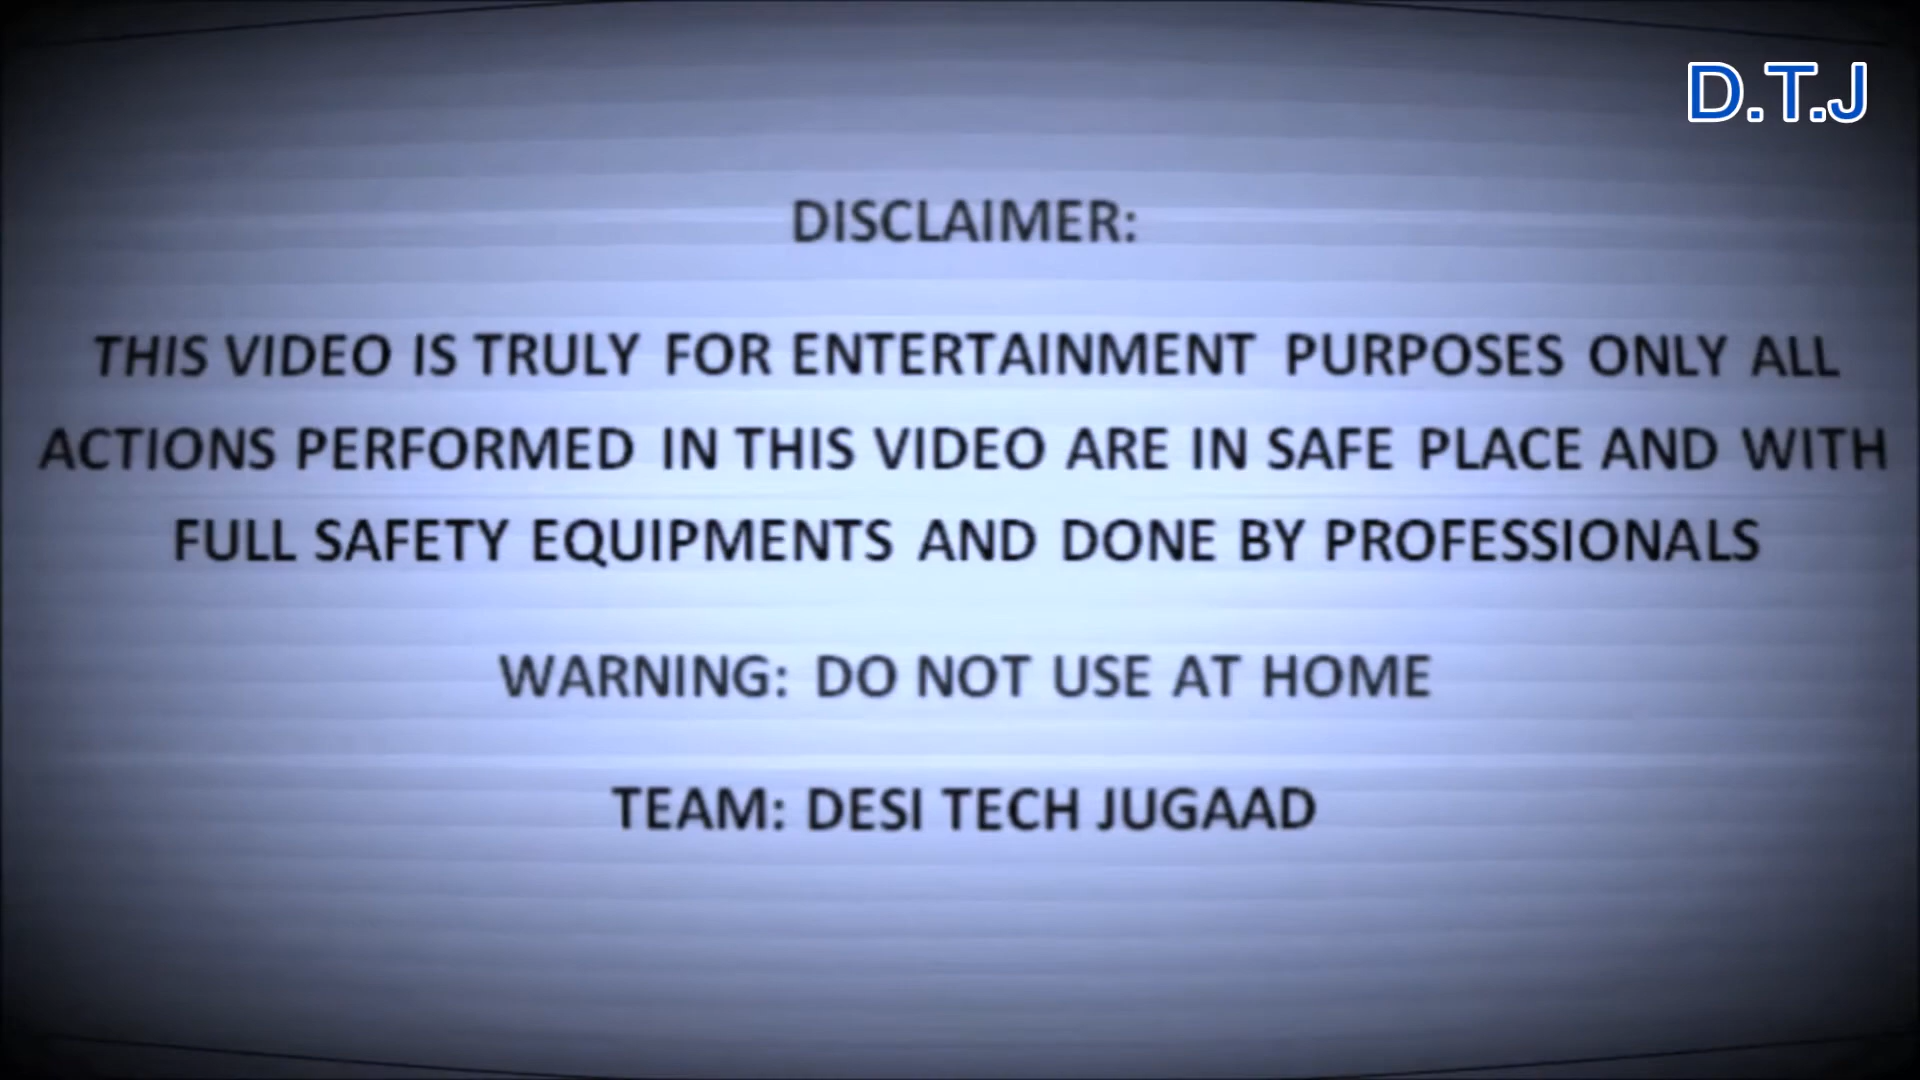 D.T.J
DISCLAIMER:
THIS VIDEO IS TRULY FOR ENTERTAINMENT PURPOSES ONLY ALL
ACTIONS PERFORMED IN THIS VIDEO ARE IN SAFE PLACE AND WITH
FULL SAFETY EQUIPMENTS AND DONE BY PROFESSIONALS
WARNING: DO NOT USE AT HOME
TEAM: DESI TECH JUGAAD